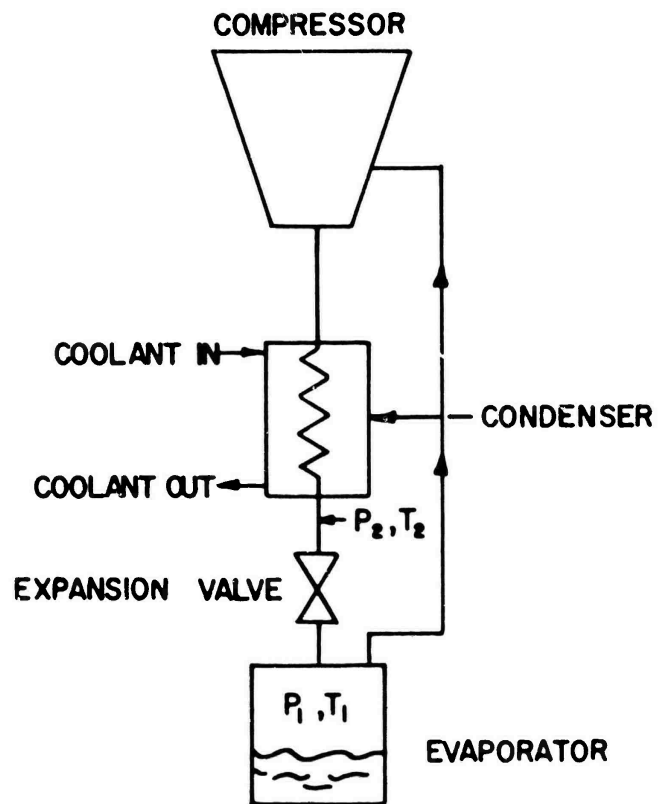 COMPRESSOR
COOLANT IN
CONDENSER
COOLANT OUT
P₂,T₂
EXPANSION VALVE
P₁,T₁
EVAPORATOR